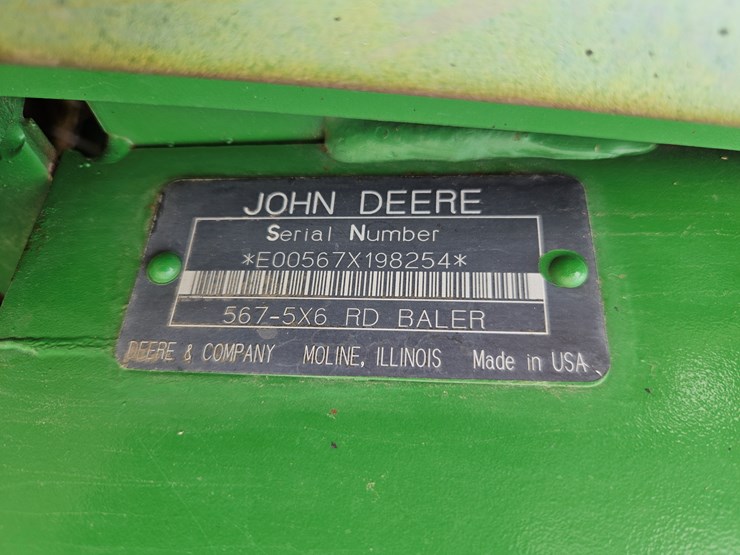 JOHN DEERE
Serial Number
*E00567X198254*
567-5X6 RD BALER
DEERE & COMPANY MOLINE, ILLINOIS Made in USA